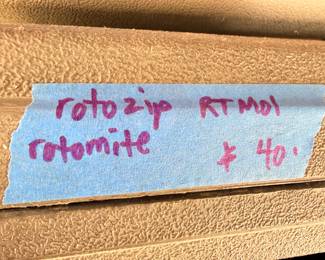 rotozip RTM01
rotomite $40.